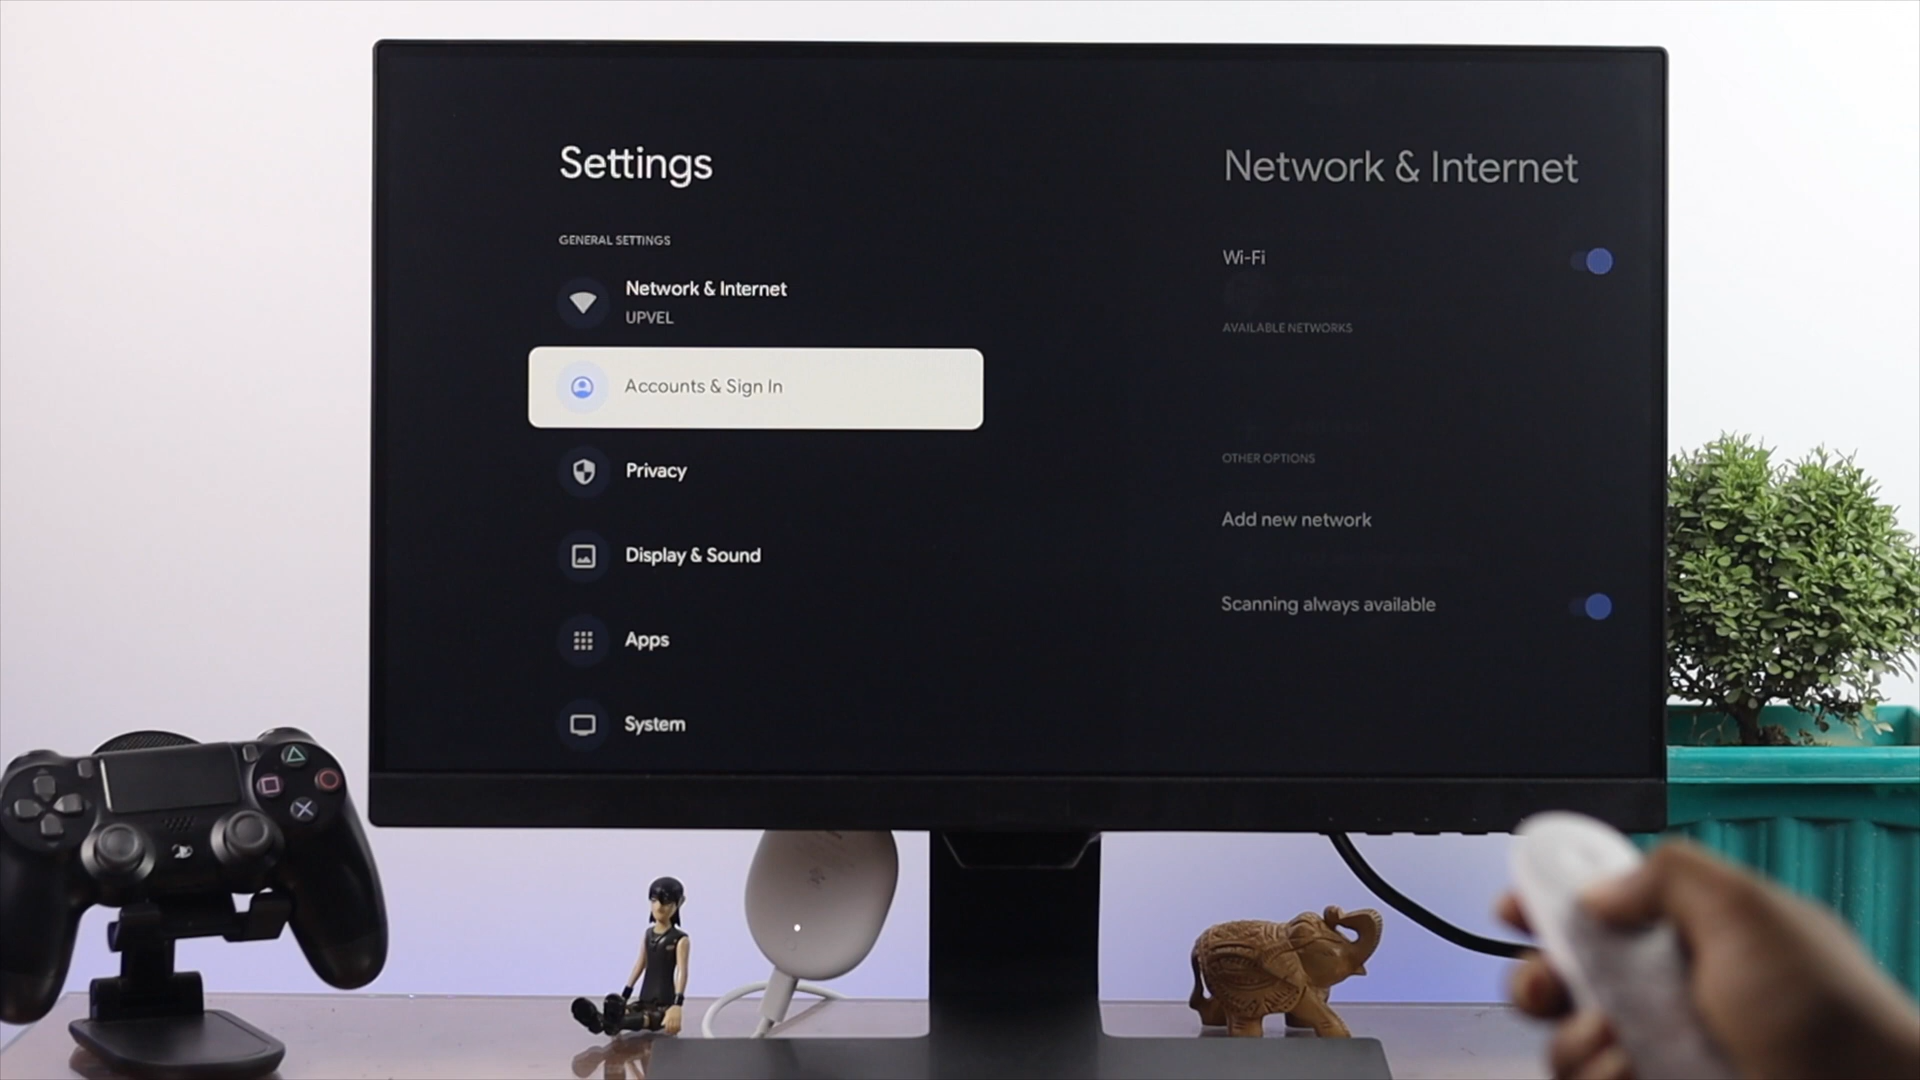 Settings
GENERAL SETTINGS
Network & Internet
UPVEL
Accounts & Sign In
Privacy
Display & Sound
Apps
System
Network & Internet
Wi-Fi
AVAILABLE NETWORKS
OTHER OPTIONS
Add new network
Scanning always available